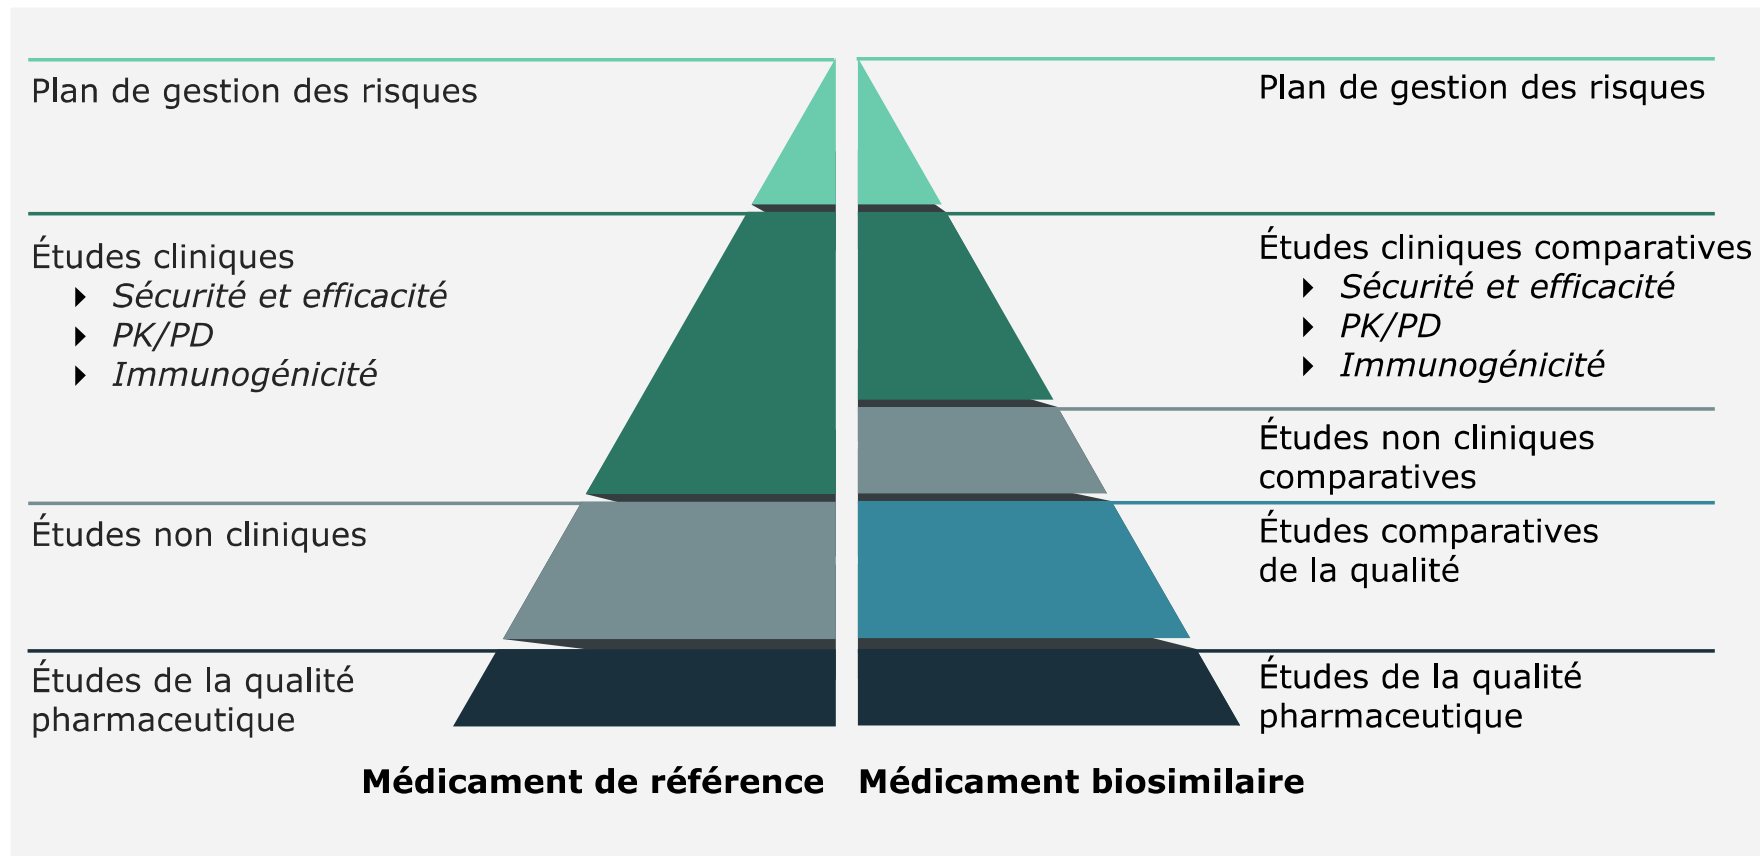 Plan de gestion des risques
Études cliniques
Sécurité et efficacité
PK/PD
Immunogénicité
Études non cliniques
Études de la qualité
pharmaceutique
Médicament de référence
Plan de gestion des risques
Études cliniques comparatives
Sécurité et efficacité
PK/PD
Immunogénicité
Études non cliniques
comparatives
Études comparatives
de la qualité
Études de la qualité
pharmaceutique
Médicament biosimilaire